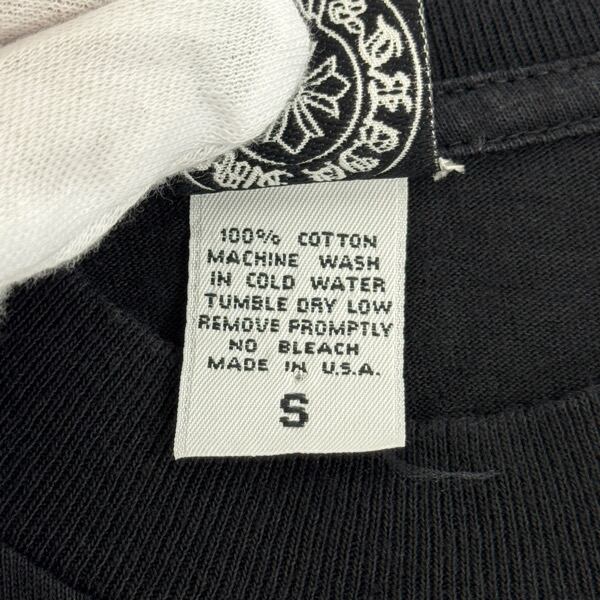 100% COTTON
MACHINE WASH
IN COLD WATER
TUMBLE DRY LOW
REMOVE PROMPTLY
NO BLEACH
MADE IN U.S.A.
S